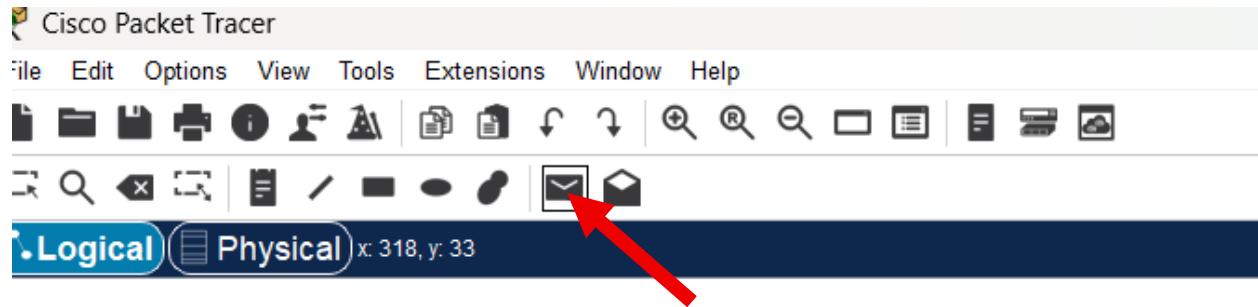 Cisco Packet Tracer
File Edit Options View Tools Extensions Window Help
Logical Physical x: 318, y: 33